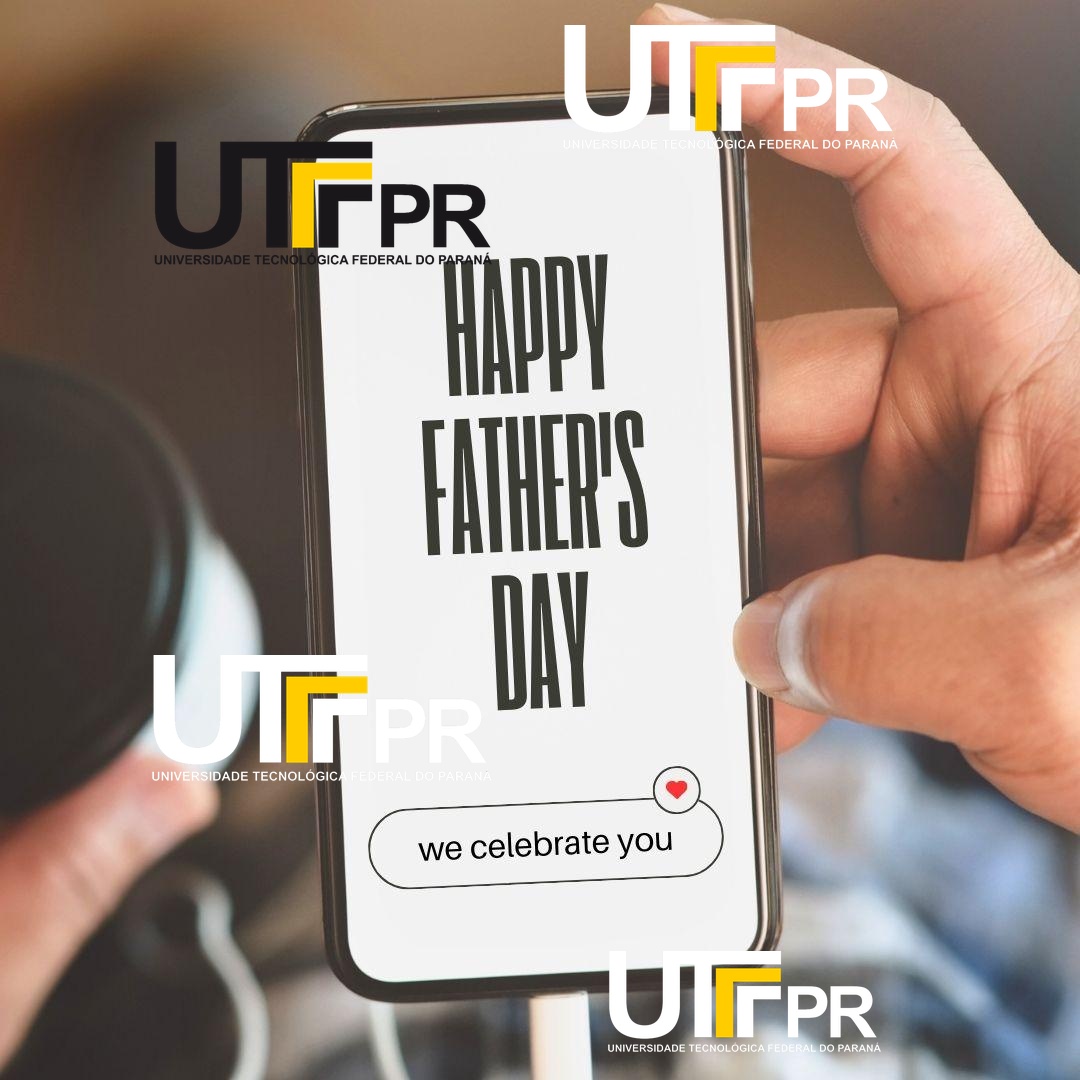 UTFPR
UNIVERSIDADE TECNOLÓGICA FEDERAL DO PARANÁ
UTFPR
UNIVERSIDADE TECNOLÓGICA FEDERAL DO PARANÁ
HAPPY
FATHER'S
DAY
UTFPR
UNIVERSIDADE TECNOLÓGICA FEDERAL DO PARANÁ
we celebrate you
UTFPR
UNIVERSIDADE TECNOLÓGICA FEDERAL DO PARANÁ